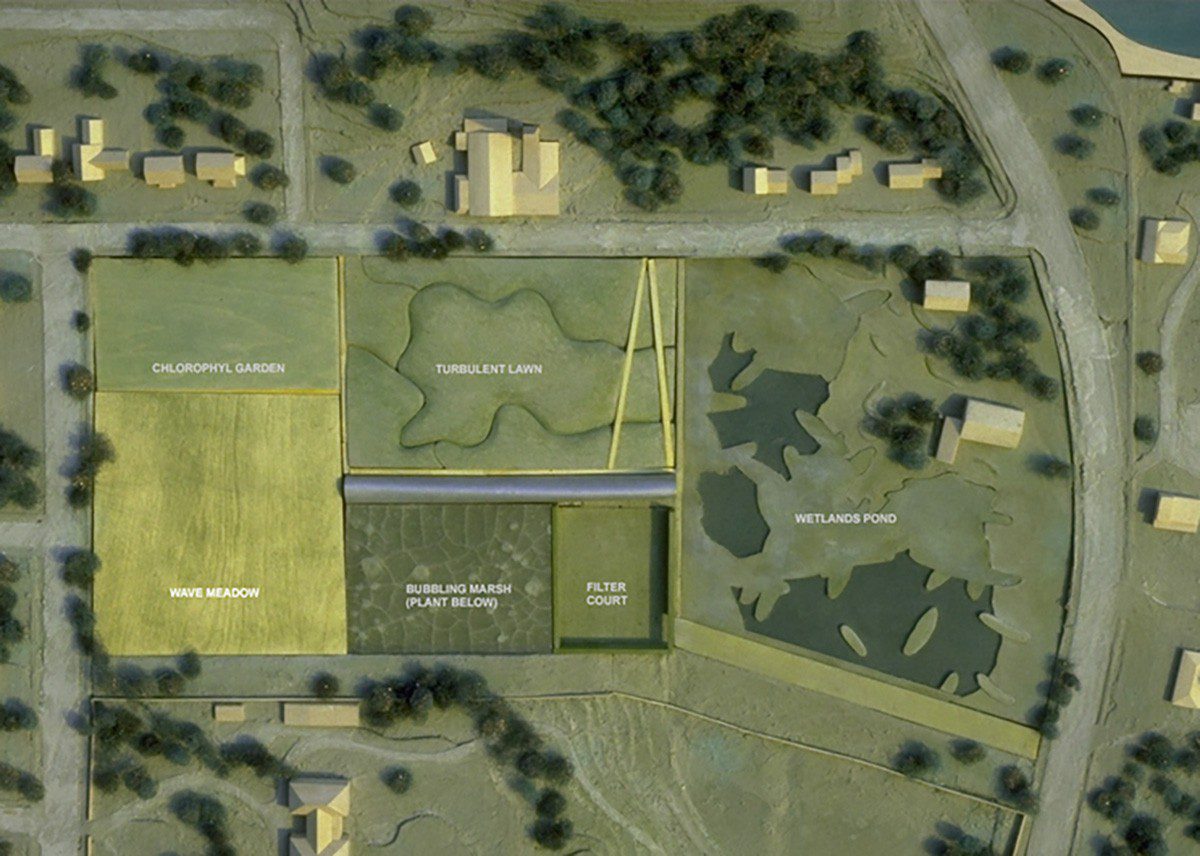 CHLOROPHYL GARDEN
TURBULENT LAWN
WETLANDS POND
WAVE MEADOW
BUBBLING MARSH
(PLANT BELOW)
FILTER
COURT